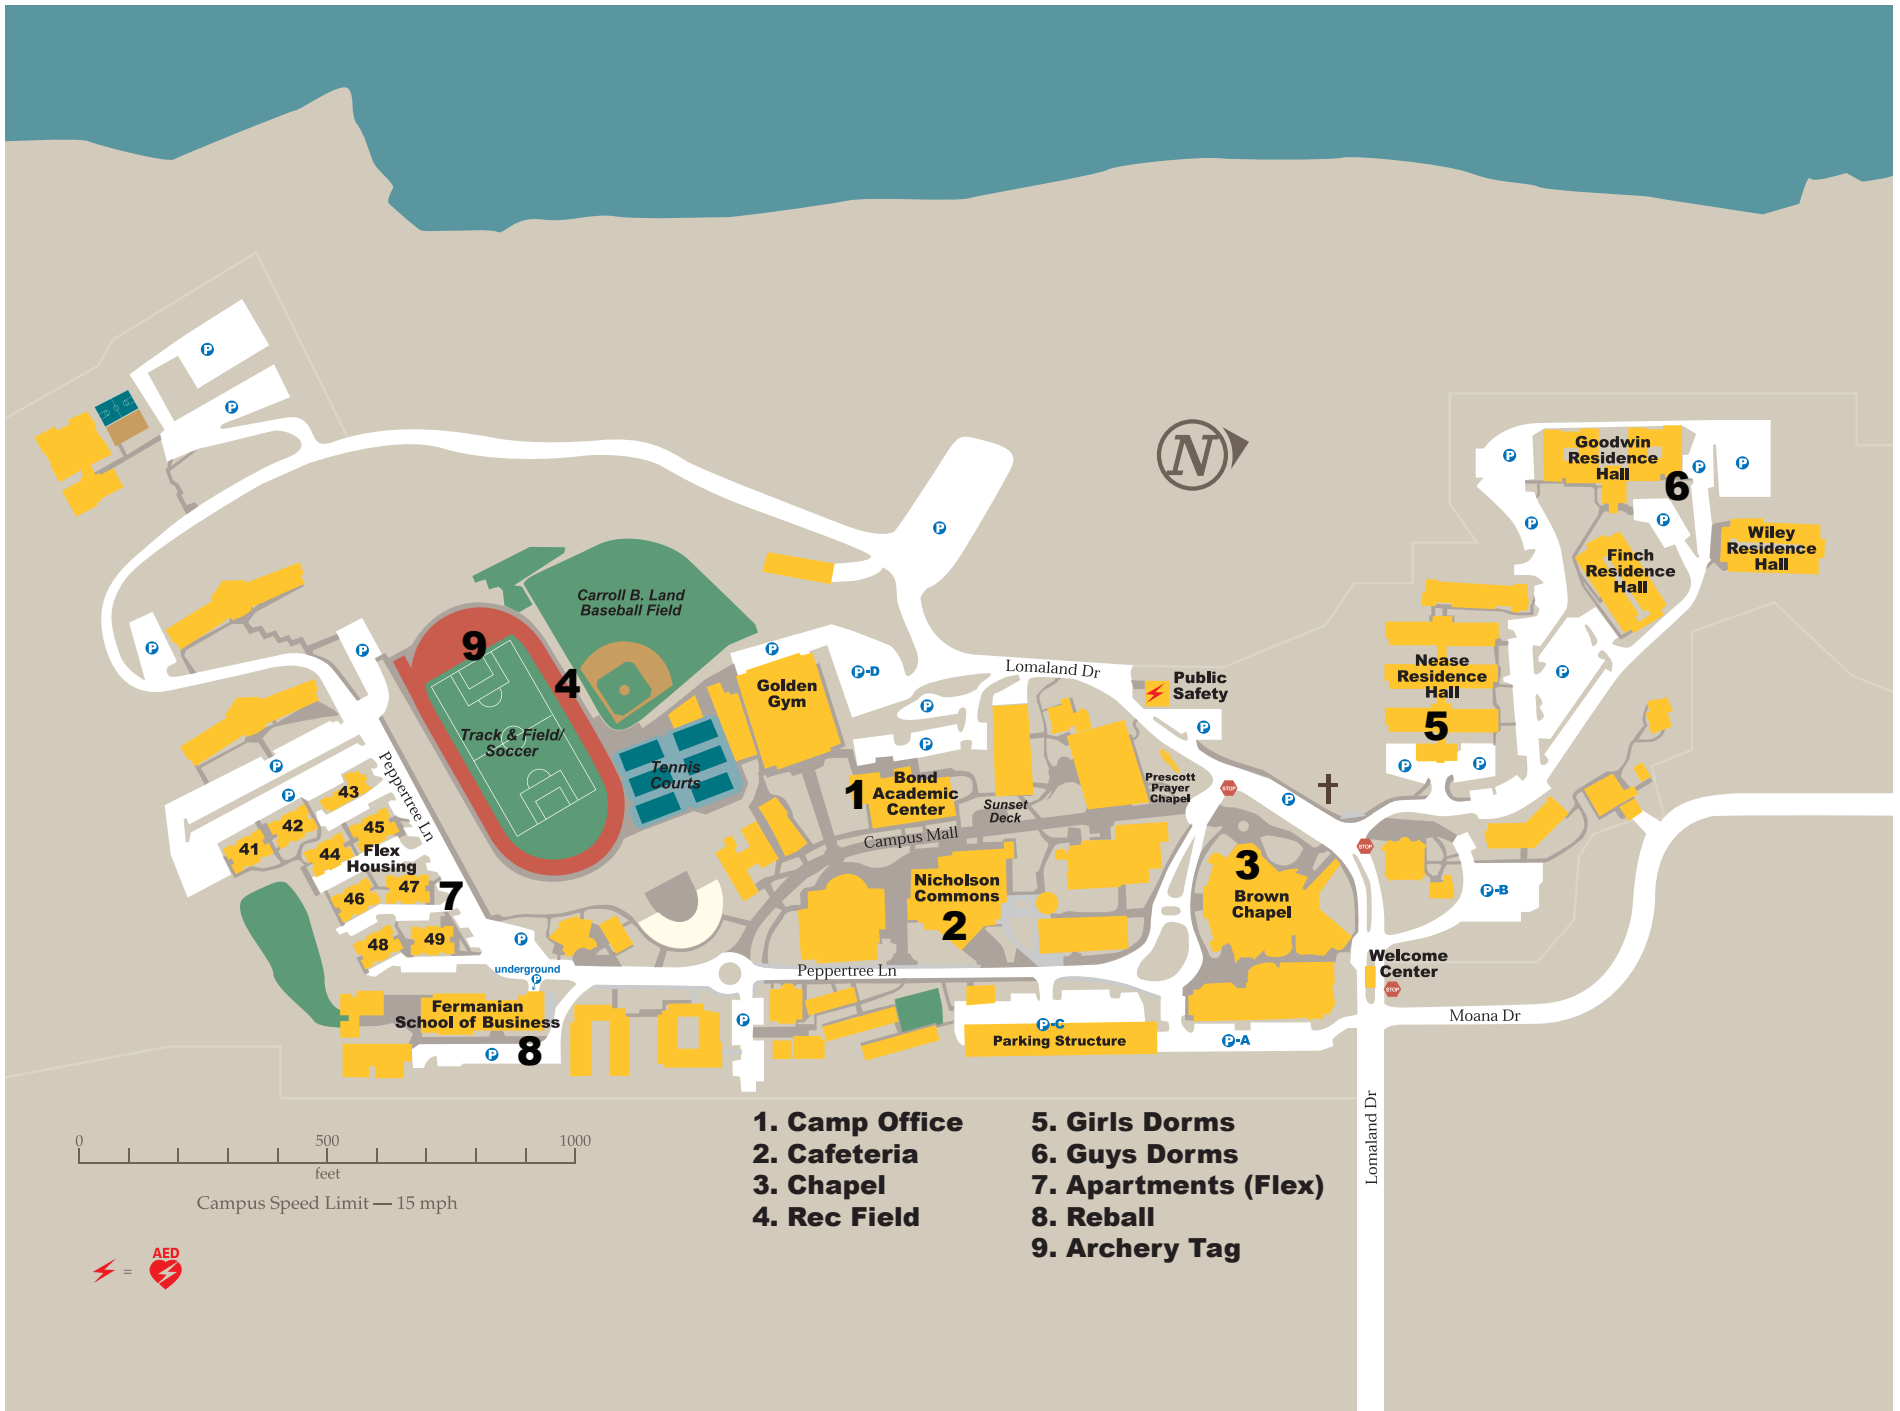 P
P
N
Goodwin
Residence
Hall
6
P
P
P
P
P
P
Wiley
Residence
Hall
Finch
Residence
Hall
Carroll B. Land
Baseball Field
9
4
P
P
P
P-D
Golden
Gym
Lomaland Dr
Public
Safety
P
P
P
Nease
Residence
Hall
5
P
P
P
Track & Field/
Soccer
Tennis
Courts
Peppertree Ln
P
P
1
Bond
Academic
Center
Sunset
Deck
Prescott
Prayer
Chapel
STOP
P
STOP
Campus Mall
43
42
45
41
44
Flex
Housing
46
47
7
48
49
Nicholson
Commons
2
3
Brown
Chapel
P-B
P
underground
P
Peppertree Ln
Welcome
Center
STOP
Fermanian
School of Business
8
P
P
P-C
Parking Structure
P-A
Moana Dr
Lomaland Dr
1. Camp Office
2. Cafeteria
3. Chapel
4. Rec Field
5. Girls Dorms
6. Guys Dorms
7. Apartments (Flex)
8. Reball
9. Archery Tag
0 500 1000
feet
Campus Speed Limit — 15 mph
= AED